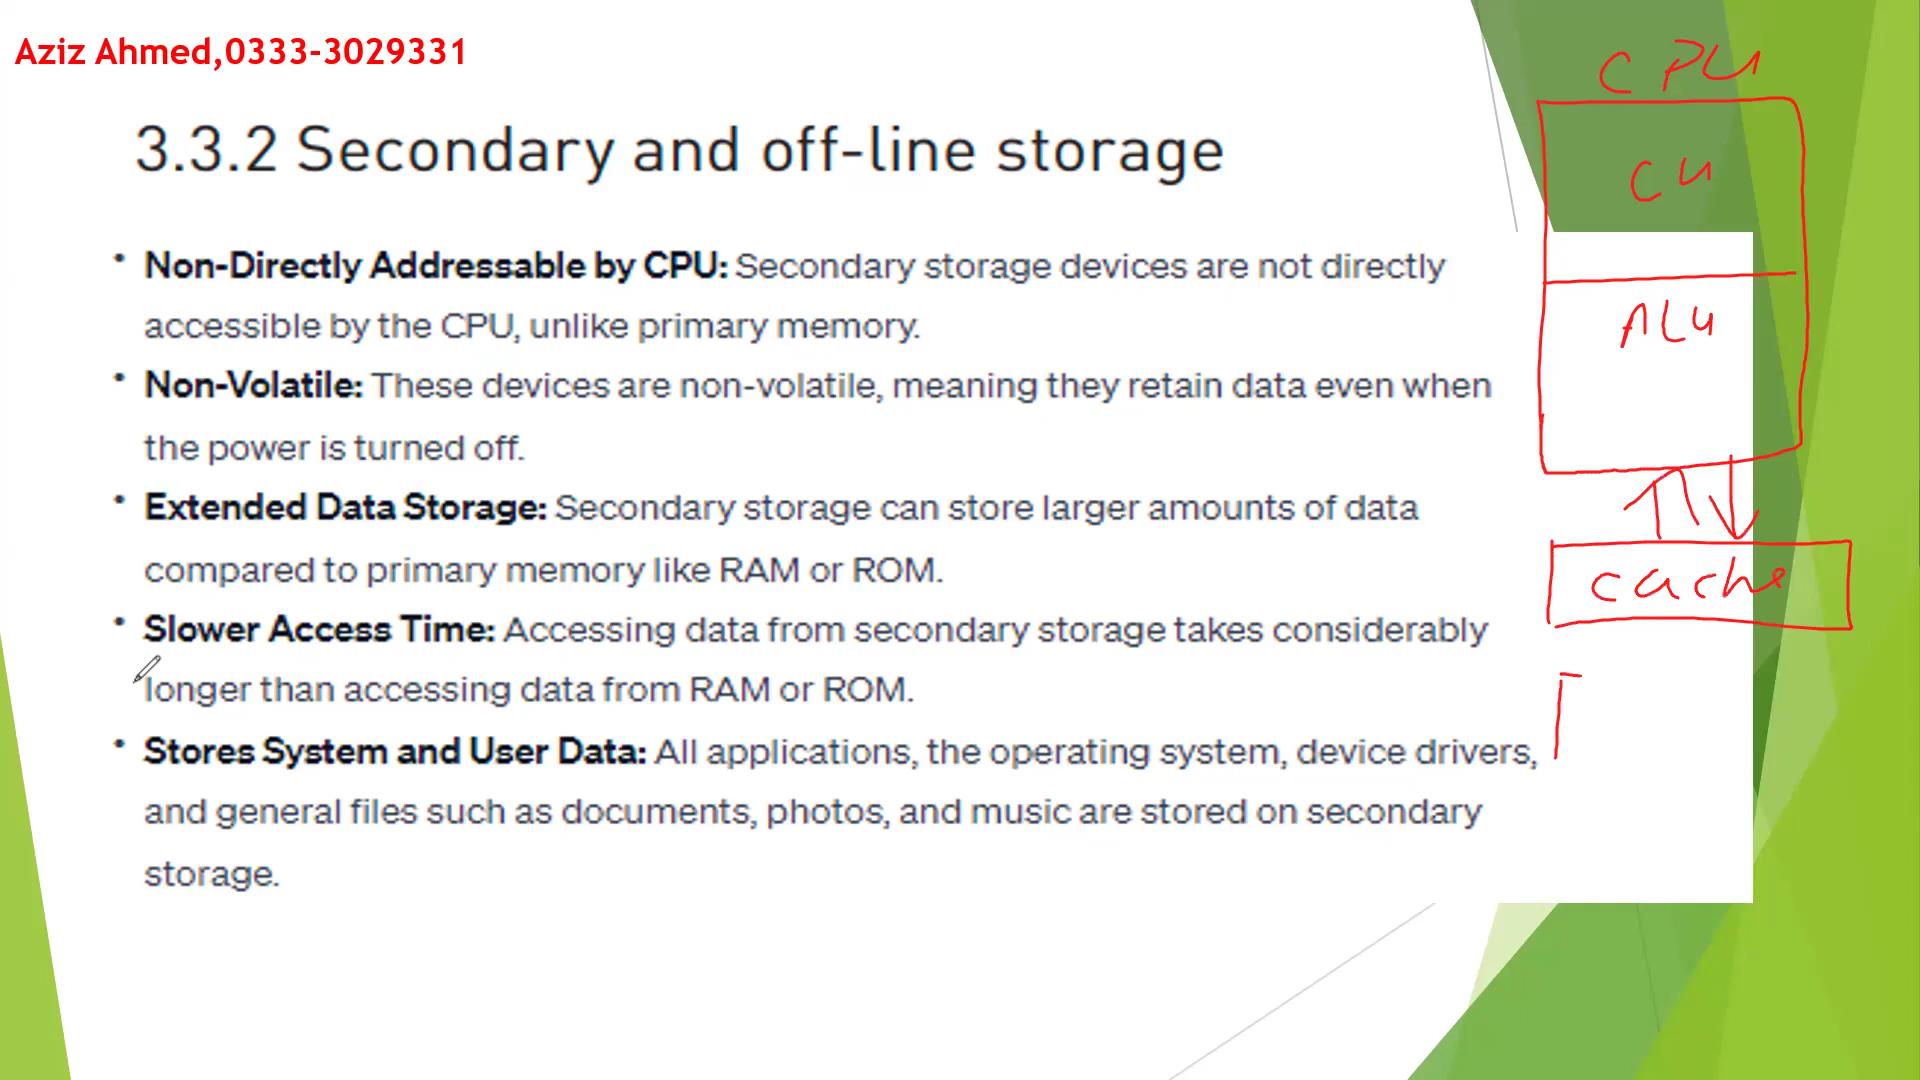 Aziz Ahmed,0333-3029331
3.3.2 Secondary and off-line storage
• Non-Directly Addressable by CPU: Secondary storage devices are not directly
accessible by the CPU, unlike primary memory.
• Non-Volatile: These devices are non-volatile, meaning they retain data even when
the power is turned off.
• Extended Data Storage: Secondary storage can store larger amounts of data
compared to primary memory like RAM or ROM.
• Slower Access Time: Accessing data from secondary storage takes considerably
longer than accessing data from RAM or ROM.
• Stores System and User Data: All applications, the operating system, device drivers,
and general files such as documents, photos, and music are stored on secondary
storage.
CPU
CU
ALU
cache